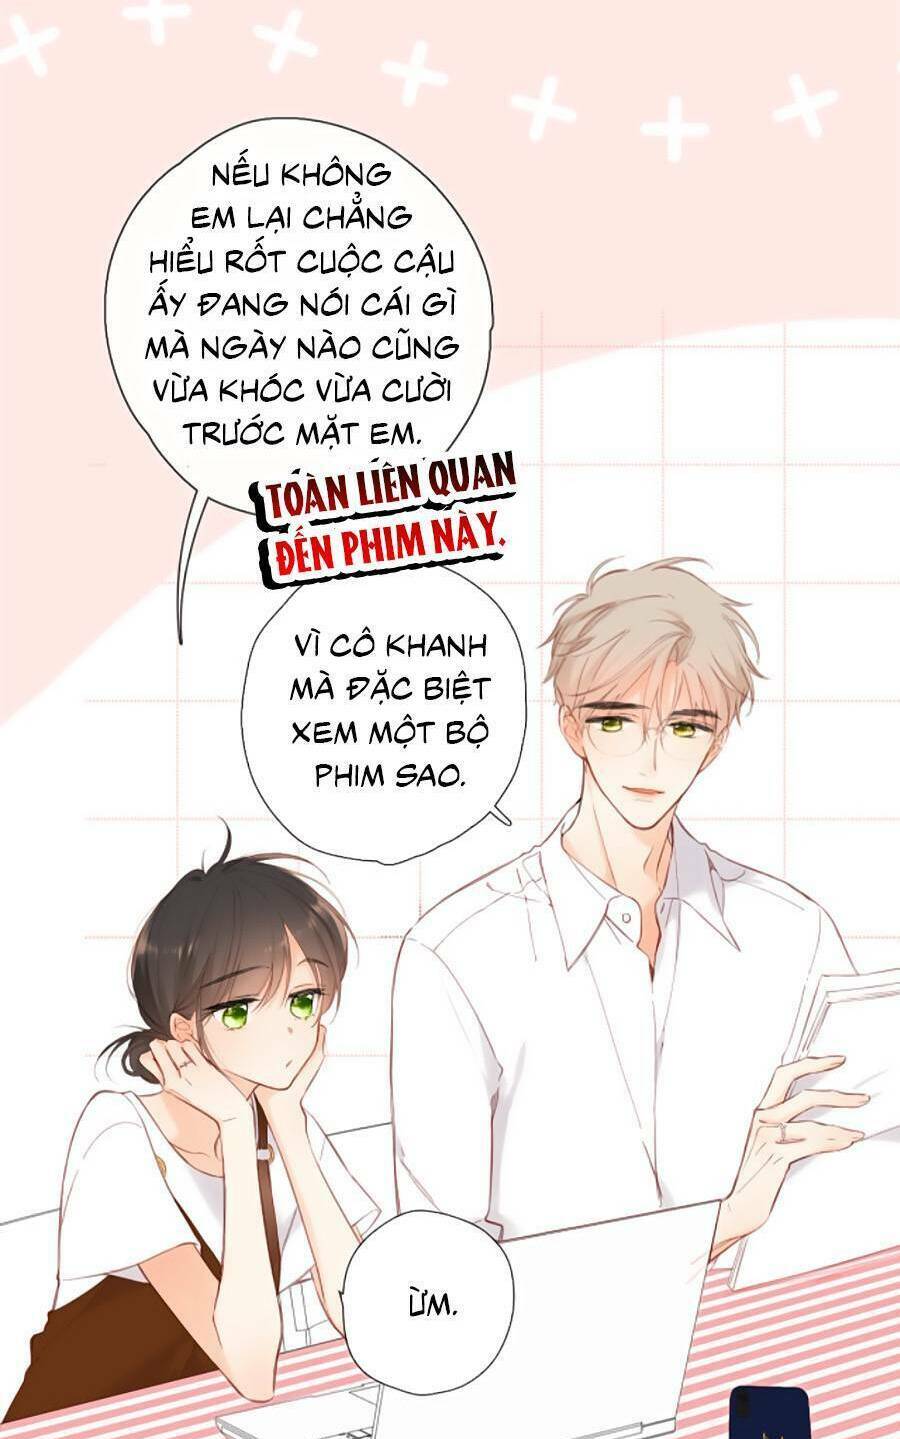 NẾU KHÔNG
EM LẠI CHẲNG
HIỂU RỐT CUỘC CẬU
ẤY ĐANG NÓI CÁI GÌ
MÀ NGÀY NÀO CŨNG
VỪA KHÓC VỪA CƯỜI
TRƯỚC MẶT EM.
TOÀN LIÊN QUAN
ĐẾN PHIM NÀY.
VÌ CÔ KHANH
MÀ ĐẶC BIỆT
XEM MỘT BỘ
PHIM SAO.
ỪM.